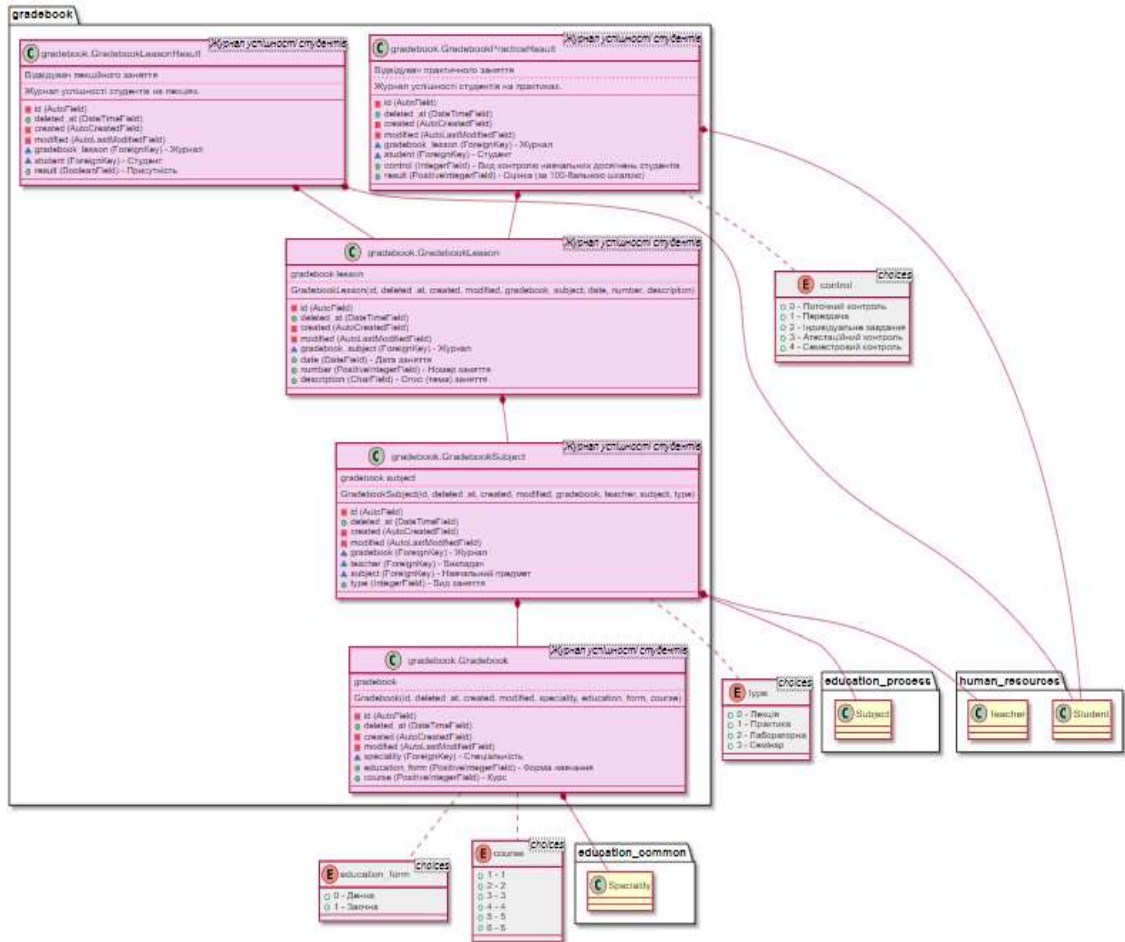 gradebook
Журнал успішності студентів
C gradebook.GradebookLessonResult
Відвідувач лекційного заняття
Журнал успішності студентів на лекціях.
id (AutoField)
deleted_at (DateTimeField)
created (AutoCreatedField)
modified (AutoLastModifiedField)
gradebook_lesson (ForeignKey) - Журнал
student (ForeignKey) - Студент
result (BooleanField) - Присутність
Журнал успішності студентів
C gradebook.GradebookPracticeResult
Відвідувач практичного заняття
Журнал успішності студентів на практиках.
id (AutoField)
deleted_at (DateTimeField)
created (AutoCreatedField)
modified (AutoLastModifiedField)
gradebook_lesson (ForeignKey) - Журнал
student (ForeignKey) - Студент
control (IntegerField) - Вид контролю навчальних досягнень студентів
result (PositiveIntegerField) - Оцінка (за 100-бальною шкалою)
Журнал успішності студентів
C gradebook.GradebookLesson
gradebook lesson
GradebookLesson(id, deleted_at, created, modified, gradebook_subject, date, number, description)
id (AutoField)
deleted_at (DateTimeField)
created (AutoCreatedField)
modified (AutoLastModifiedField)
gradebook_subject (ForeignKey) - Журнал
date (DateField) - Дата заняття
number (PositiveIntegerField) - Номер заняття
description (CharField) - Опис (тема) заняття
choices
E control
0 - Поточний контроль
1 - Перездача
2 - Індивідуальне завдання
3 - Атестаційний контроль
4 - Семестровий контроль
Журнал успішності студентів
C gradebook.GradebookSubject
gradebook subject
GradebookSubject(id, deleted_at, created, modified, gradebook, teacher, subject, type)
id (AutoField)
deleted_at (DateTimeField)
created (AutoCreatedField)
modified (AutoLastModifiedField)
gradebook (ForeignKey) - Журнал
teacher (ForeignKey) - Викладач
subject (ForeignKey) - Навчальний предмет
type (IntegerField) - Вид заняття
Журнал успішності студентів
C gradebook.Gradebook
gradebook
Gradebook(id, deleted_at, created, modified, speciality, education_form, course)
id (AutoField)
deleted_at (DateTimeField)
created (AutoCreatedField)
modified (AutoLastModifiedField)
speciality (ForeignKey) - Спеціальність
education_form (PositiveIntegerField) - Форма навчання
course (PositiveIntegerField) - Курс
choices
E type
0 - Лекція
1 - Практика
2 - Лабораторна
3 - Семінар
education_process
C Subject
human_resources
C Teacher
C Student
choices
E education_form
0 - Денна
1 - Заочна
choices
E course
1 - 1
2 - 2
3 - 3
4 - 4
5 - 5
6 - 6
education_common
C Speciality